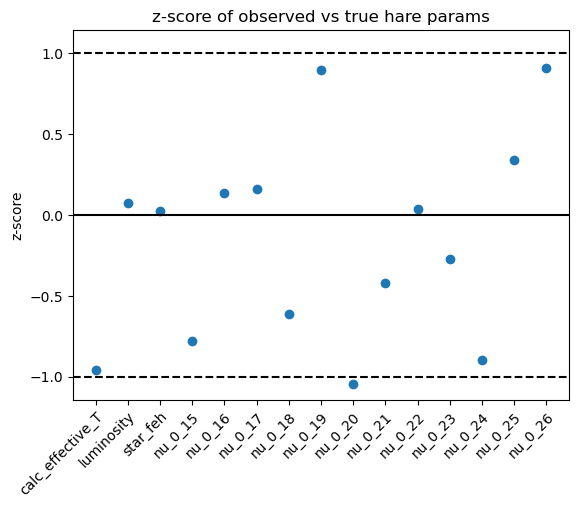 z-score of observed vs true hare params
z-score
1.0
0.5
0.0
−0.5
−1.0
calc_effective_T
luminosity
star_feh
nu_0_15
nu_0_16
nu_0_17
nu_0_18
nu_0_19
nu_0_20
nu_0_21
nu_0_22
nu_0_23
nu_0_24
nu_0_25
nu_0_26